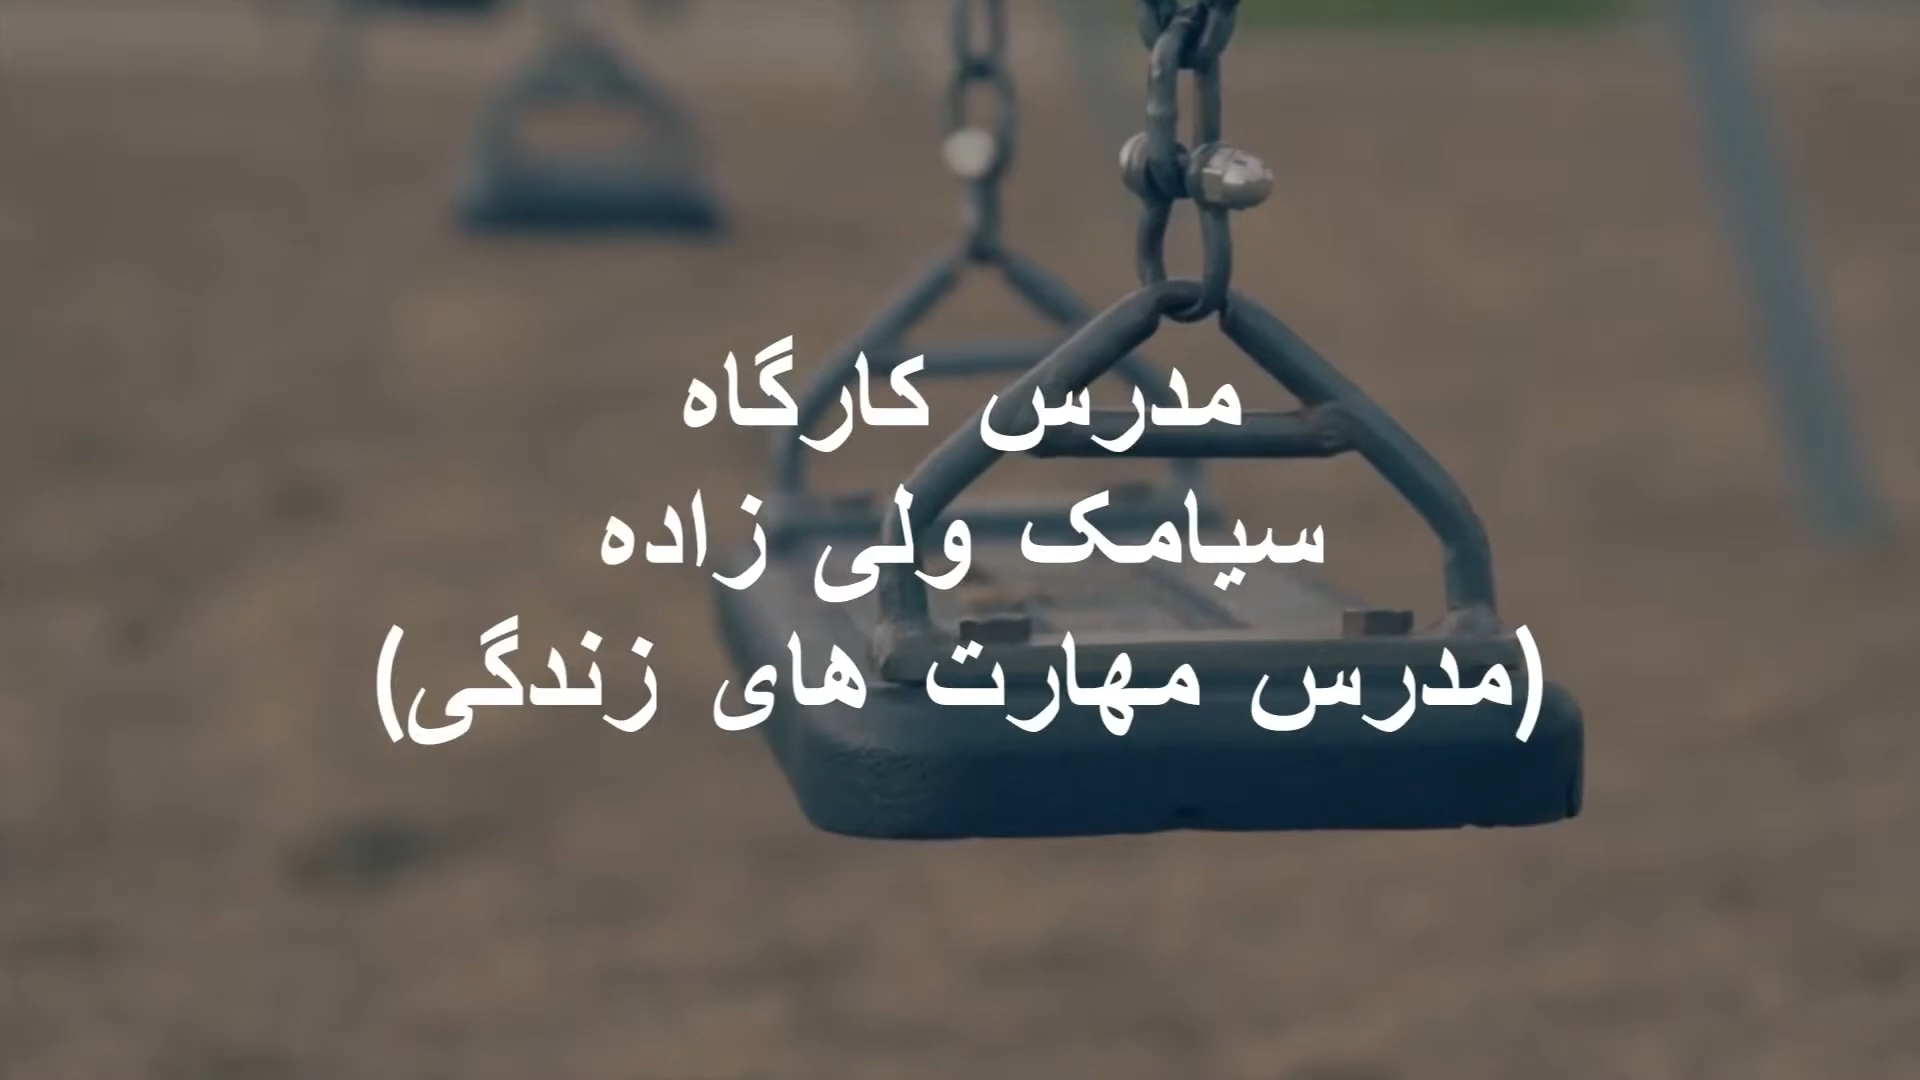 مدرس کارگاه
سیامک ولی زاده
(مدرس مهارت های زندگی)